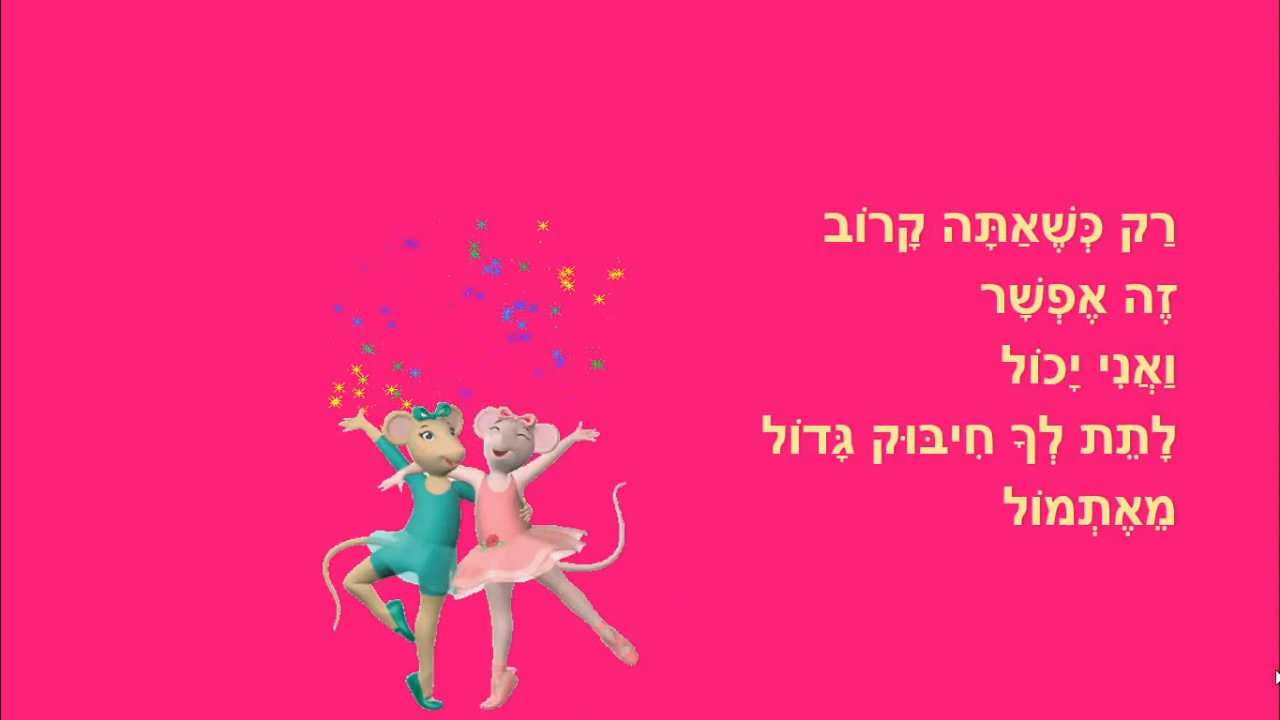 רַק כְּשֶׁאַתָּה קָרוֹב
זֶה אֶפְשָׁר
וַאֲנִי יָכוֹל
לָתֵת לְךָ חִיבּוּק גָּדוֹל
מֵאֶתְמוֹל